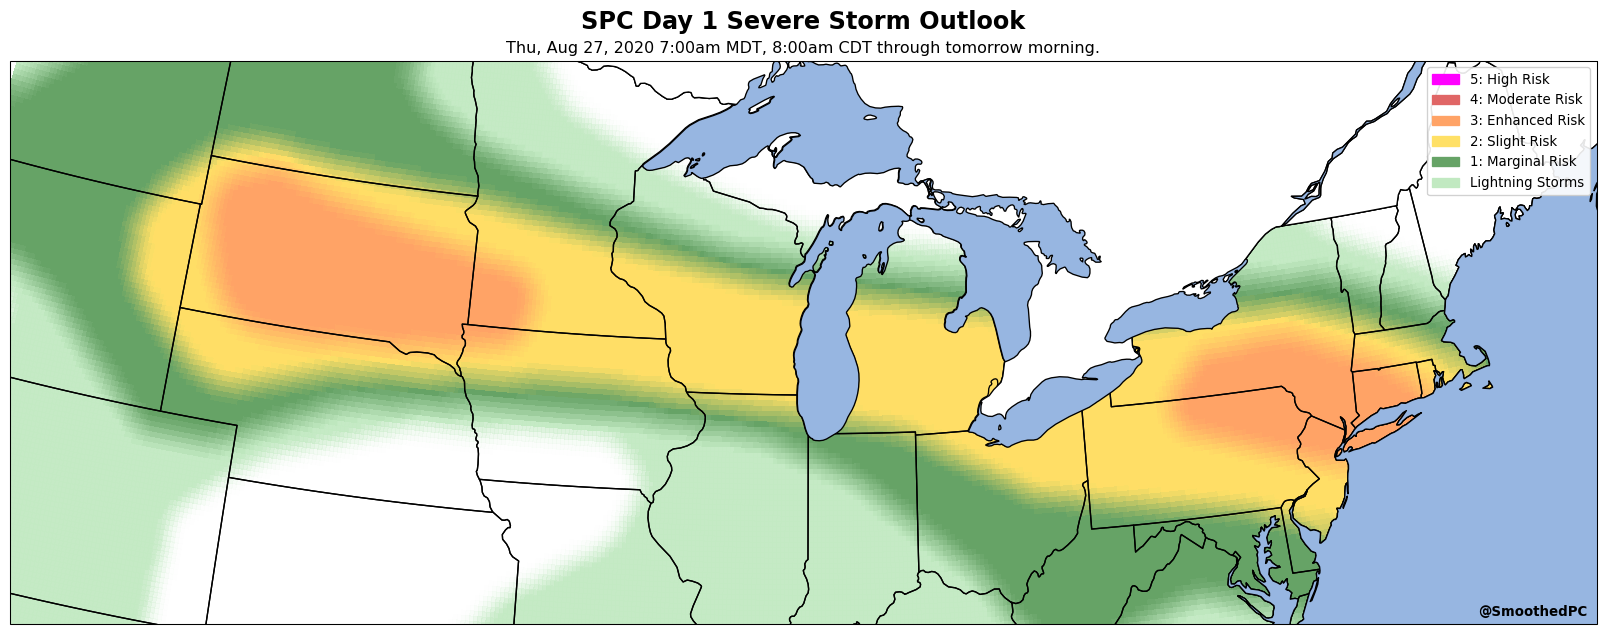 SPC Day 1 Severe Storm Outlook
Thu, Aug 27, 2020 7:00am MDT, 8:00am CDT through tomorrow morning.
5: High Risk
4: Moderate Risk
3: Enhanced Risk
2: Slight Risk
1: Marginal Risk
Lightning Storms
@SmoothedPC